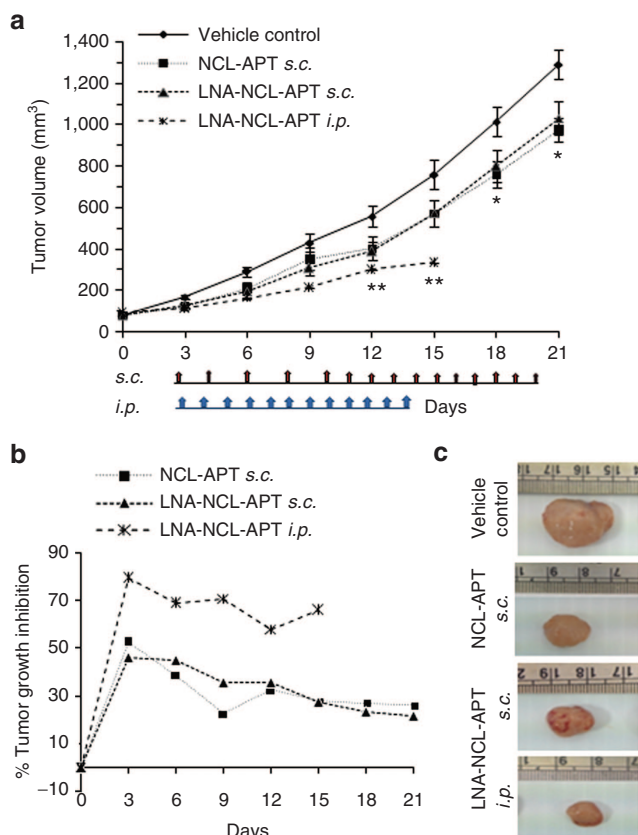 a
Vehicle control
NCL-APT s.c.
LNA-NCL-APT s.c.
LNA-NCL-APT i.p.
Tumor volume (mm³)
1,400
1,200
1,000
800
600
400
200
0
0 3 6 9 12 15 18 21
** ** * *
s.c.
i.p. Days
b
NCL-APT s.c.
LNA-NCL-APT s.c.
LNA-NCL-APT i.p.
% Tumor growth inhibition
90
70
50
30
10
−10
0 3 6 9 12 15 18 21
Days
c
Vehicle control
NCL-APT s.c.
LNA-NCL-APT
s.c.
i.p.